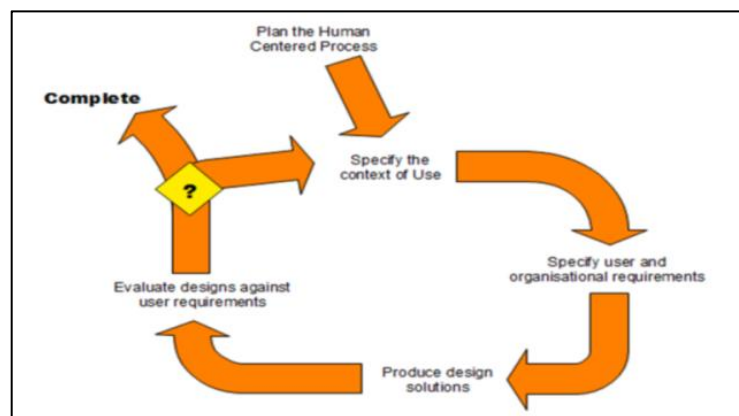 Plan the Human
Centered Process
Complete
?
Specify the
context of Use
Specify user and
organisational requirements
Evaluate designs against
user requirements
Produce design
solutions